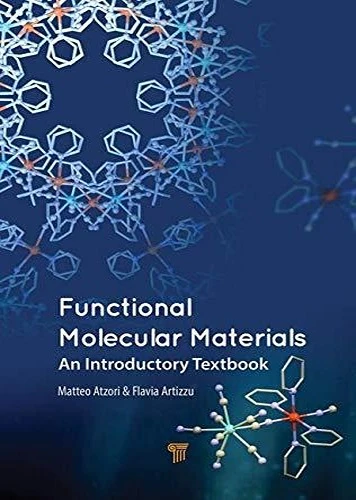 Functional
Molecular Materials
An Introductory Textbook
Matteo Atzori & Flavia Artizzu